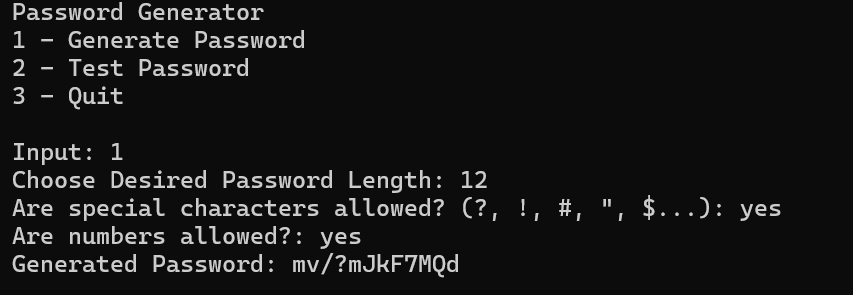 Password Generator
1 - Generate Password
2 - Test Password
3 - Quit
Input: 1
Choose Desired Password Length: 12
Are special characters allowed? (?, !, #, ", $...): yes
Are numbers allowed?: yes
Generated Password: mv/?mJkF7MQd